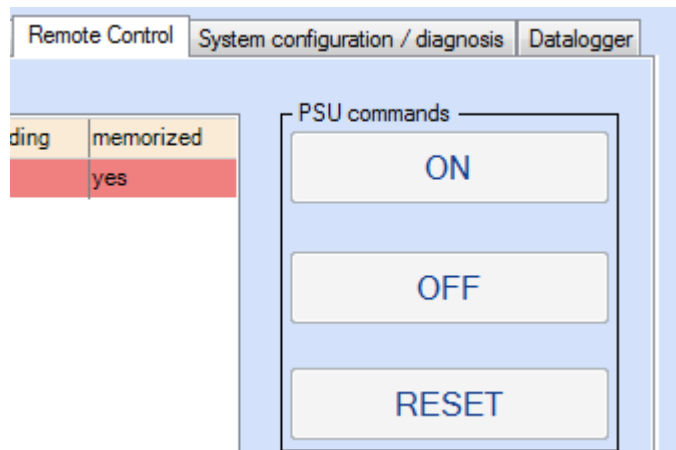 Remote Control System configuration / diagnosis Datalogger
PSU commands
ding memorized
yes
ON
OFF
RESET